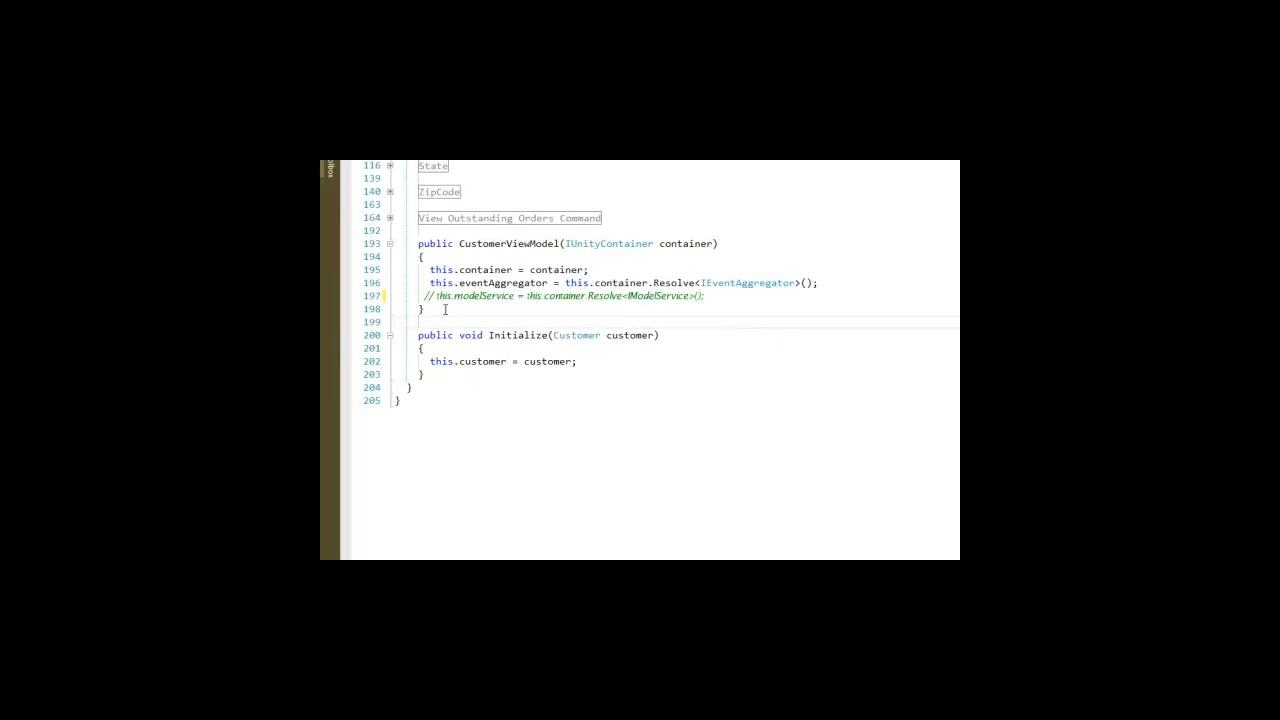 olbox
116 State
139
140 ZipCode
163
164 View Outstanding Orders Command
192
193 public CustomerViewModel(IUnityContainer container)
194 {
195 this.container = container;
196 this.eventAggregator = this.container.Resolve<IEventAggregator>();
197 // this.modelService = this.container.Resolve<IModelService>();
198 }
199
200 public void Initialize(Customer customer)
201 {
202 this.customer = customer;
203 }
204 }
205 }